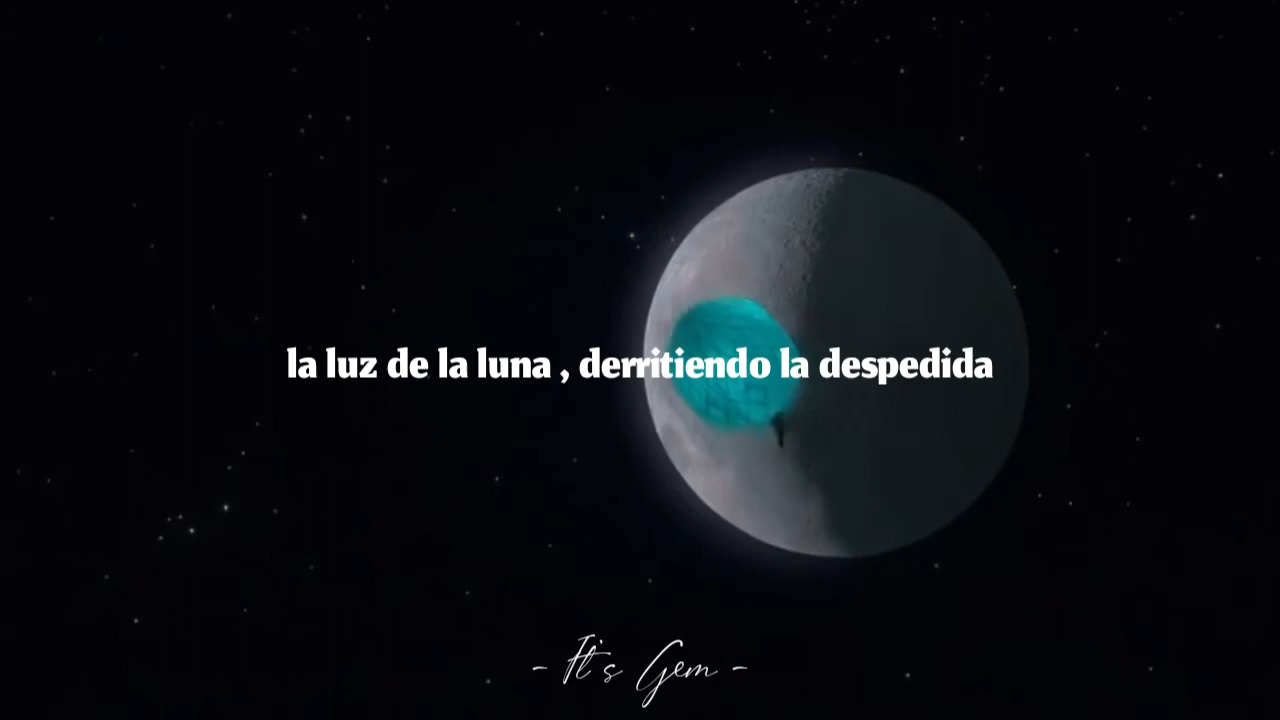 la luz de la luna , derritiendo la despedida
- It's Gem -